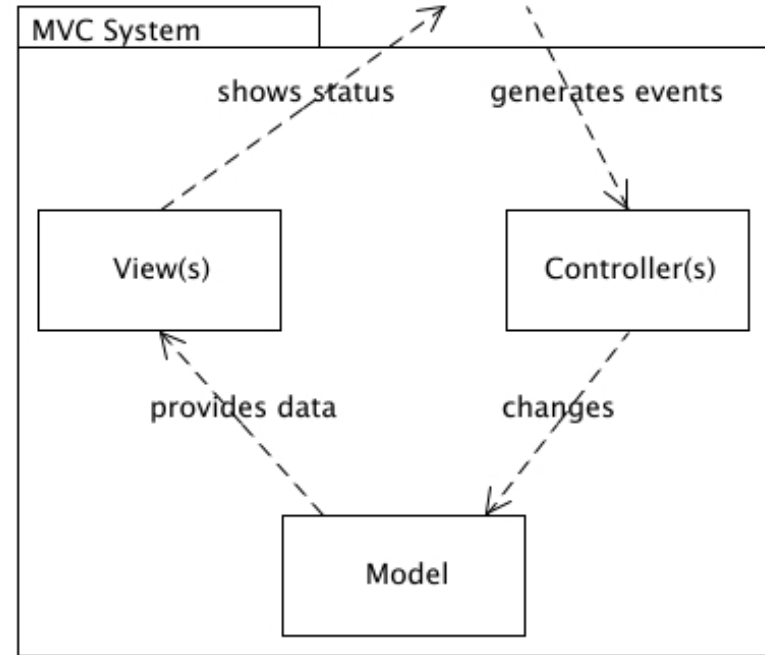 MVC System
shows status
generates events
View(s)
Controller(s)
provides data
changes
Model